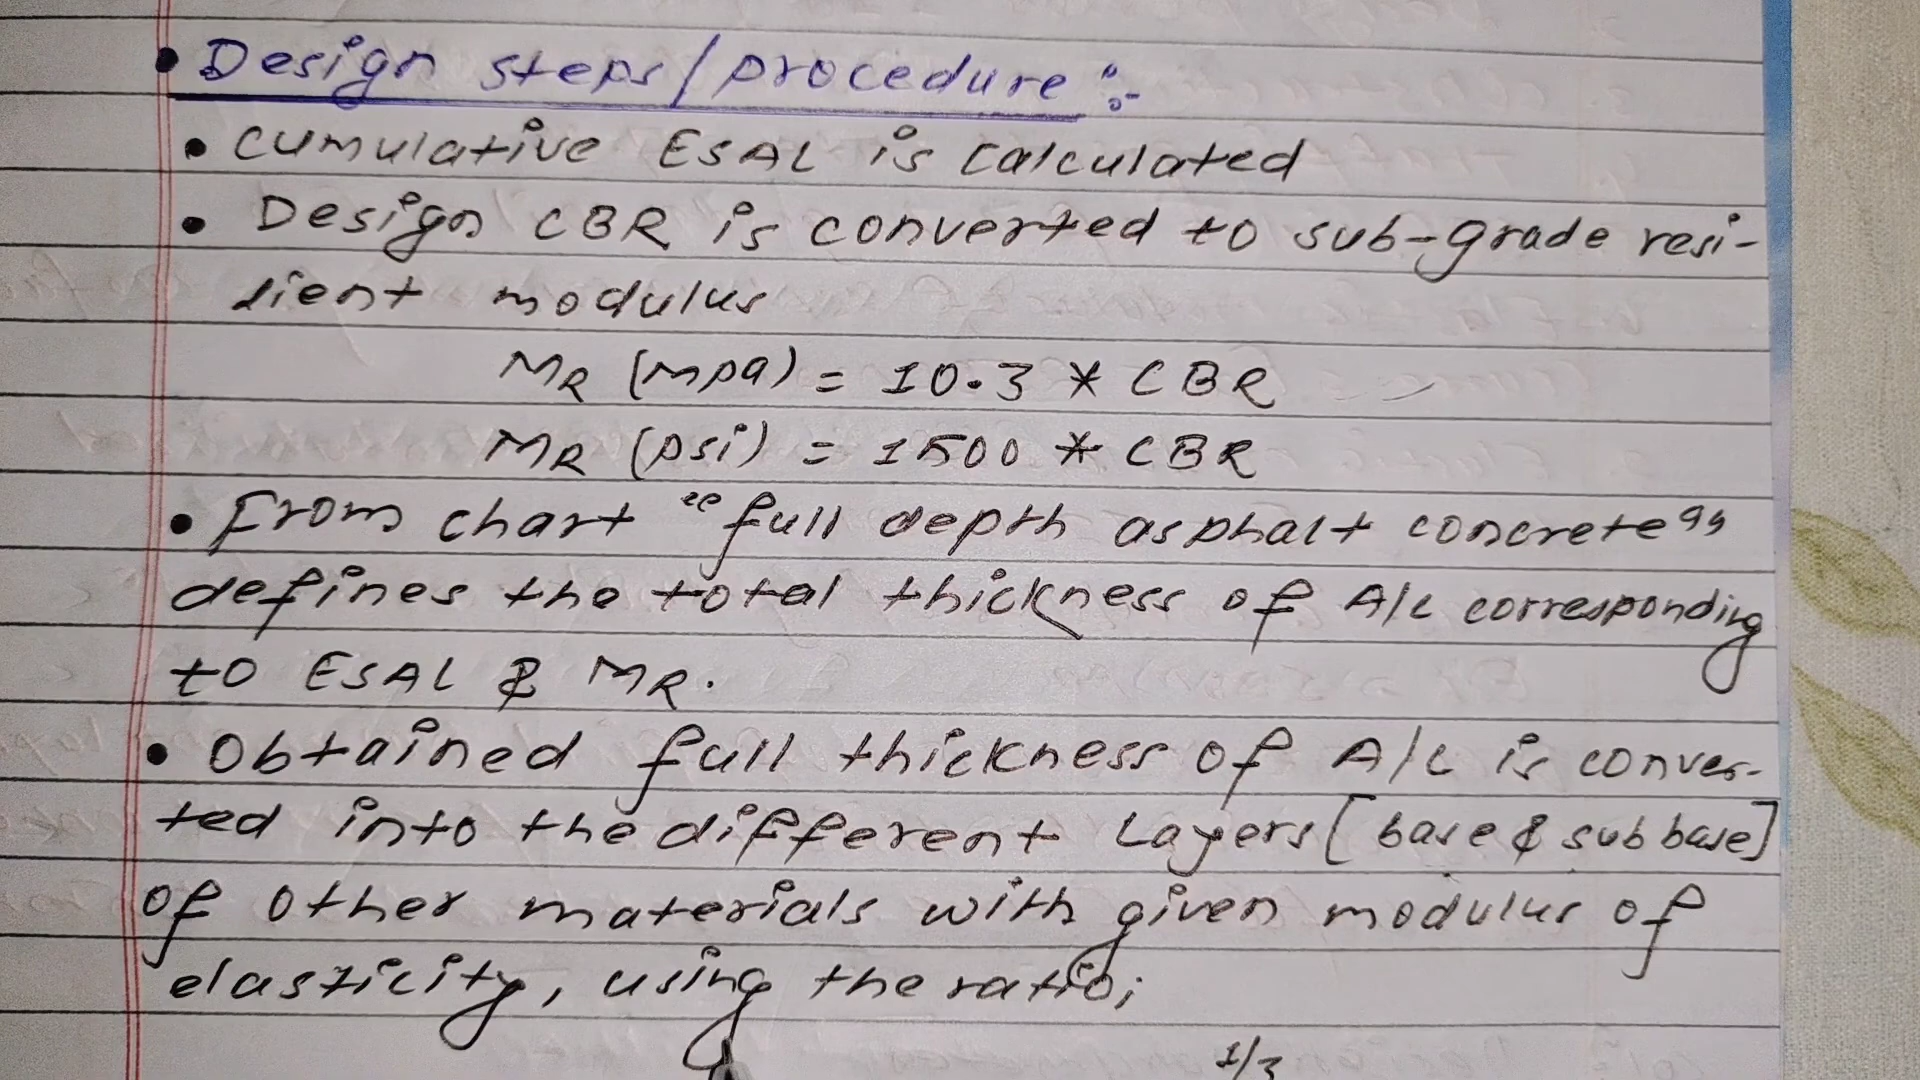 • Design steps/procedure :-
• Cumulative ESAL is calculated
• Design CBR is converted to sub-grade resi-
lient modulus
MR (mpa) = 10.3 * CBR
MR (psi) = 1500 * CBR
• From chart "full depth asphalt concrete"
defines the total thickness of A/C corresponding
to ESAL & MR.
• Obtained full thickness of A/C is conver-
ted into the different Layers [base & subbase]
of other materials with given modulus of
elasticity, using the ratio;
1/3